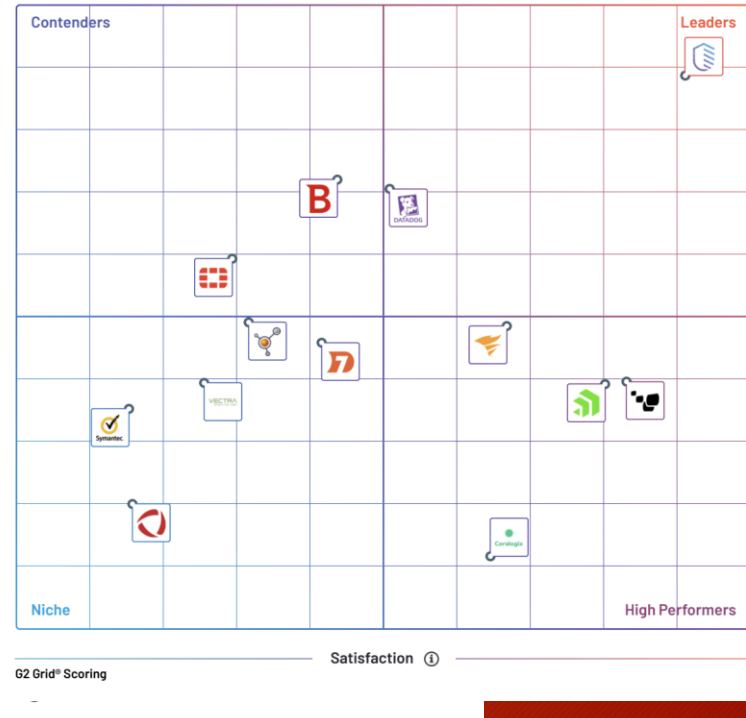 Contenders
Leaders
B
DATADOG
VECTRA
Symantec
Coralogix
Niche
High Performers
Satisfaction i
G2 Grid® Scoring